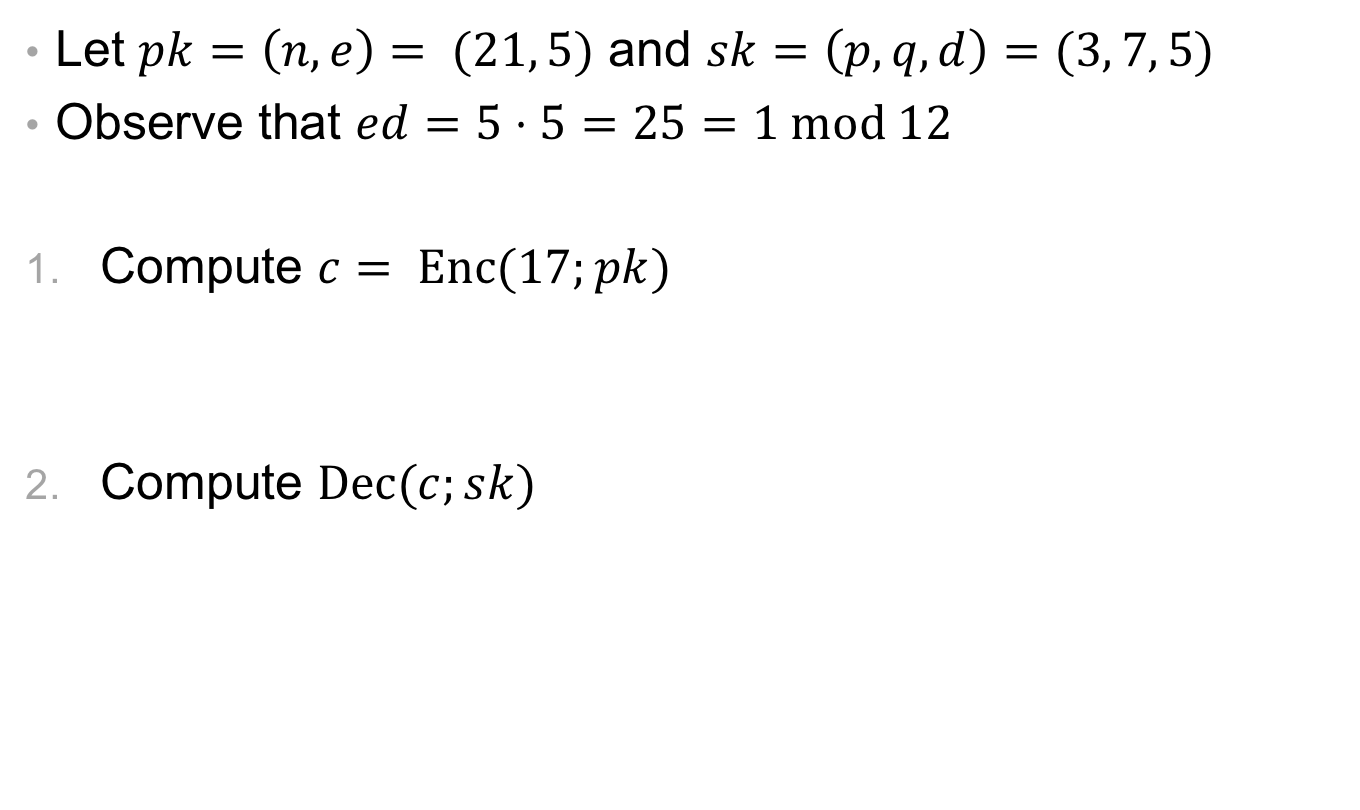 • Let 𝑝𝑘 = (𝑛, 𝑒) = (21, 5) and 𝑠𝑘 = (𝑝, 𝑞, 𝑑) = (3, 7, 5)
• Observe that 𝑒𝑑 = 5 · 5 = 25 = 1 mod 12
1. Compute 𝑐 = Enc(17; 𝑝𝑘)
2. Compute Dec(𝑐; 𝑠𝑘)